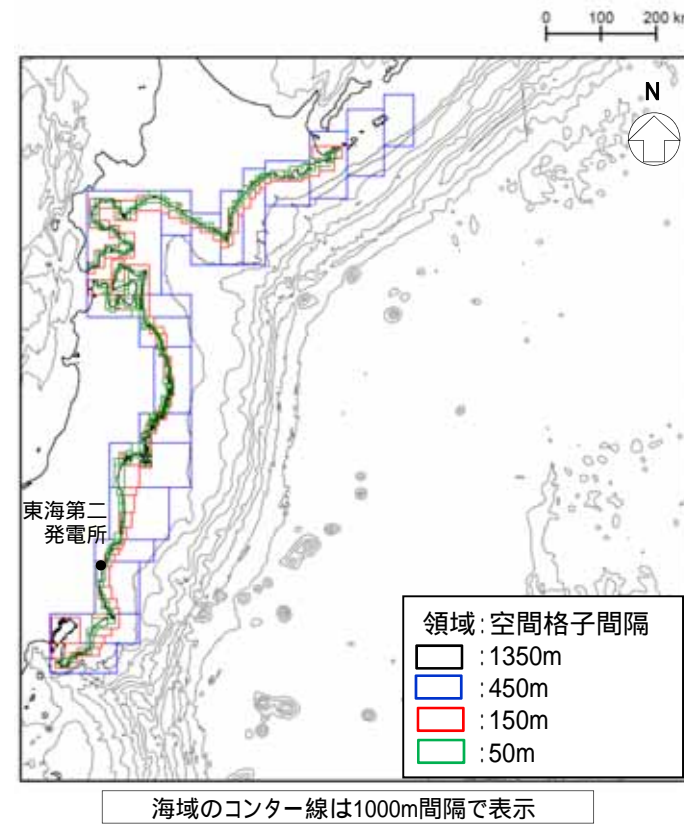 0 100 200 km
N
東海第二
発電所
領域:空間格子間隔
:1350m
:450m
:150m
:50m
海域のコンター線は1000m間隔で表示